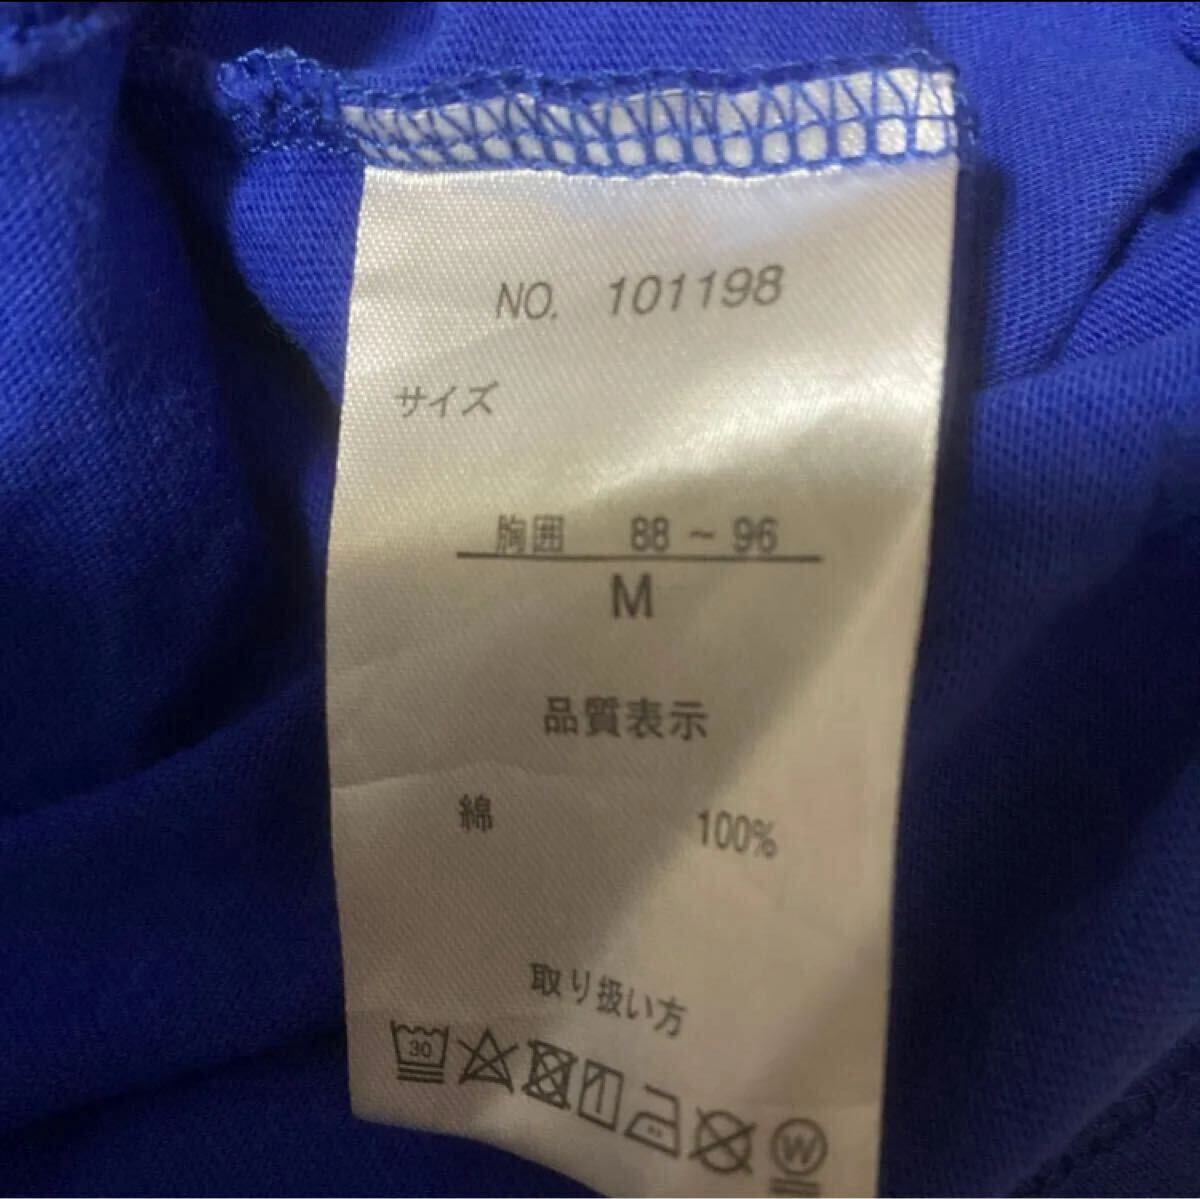 NO. 101198
サイズ
胸囲 88 ~ 96
M
品質表示
綿 100%
取り扱い方
30
W